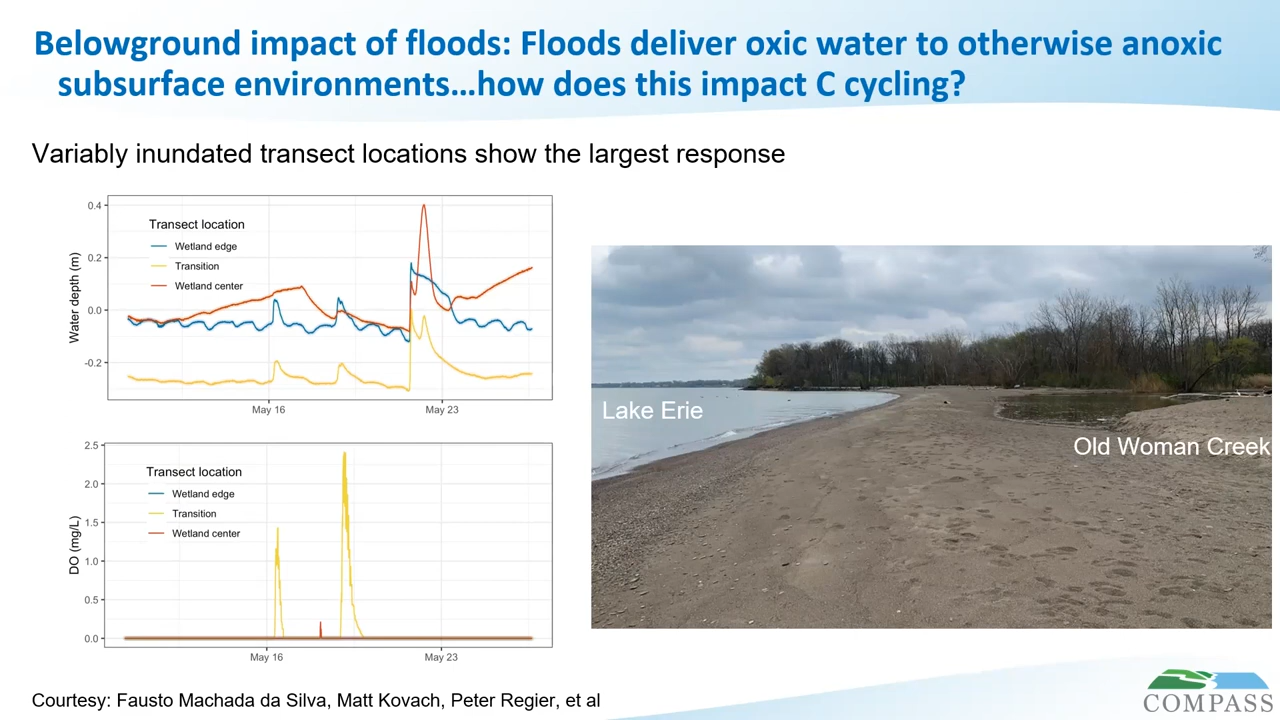 Belowground impact of floods: Floods deliver oxic water to otherwise anoxic
subsurface environments…how does this impact C cycling?
Variably inundated transect locations show the largest response
Water depth (m)
0.4
0.2
0.0
-0.2
Transect location
Wetland edge
Transition
Wetland center
May 16
May 23
DO (mg/L)
2.5
2.0
1.5
1.0
0.5
0.0
Transect location
Wetland edge
Transition
Wetland center
May 16
May 23
Lake Erie
Old Woman Creek
Courtesy: Fausto Machada da Silva, Matt Kovach, Peter Regier, et al
COMPASS